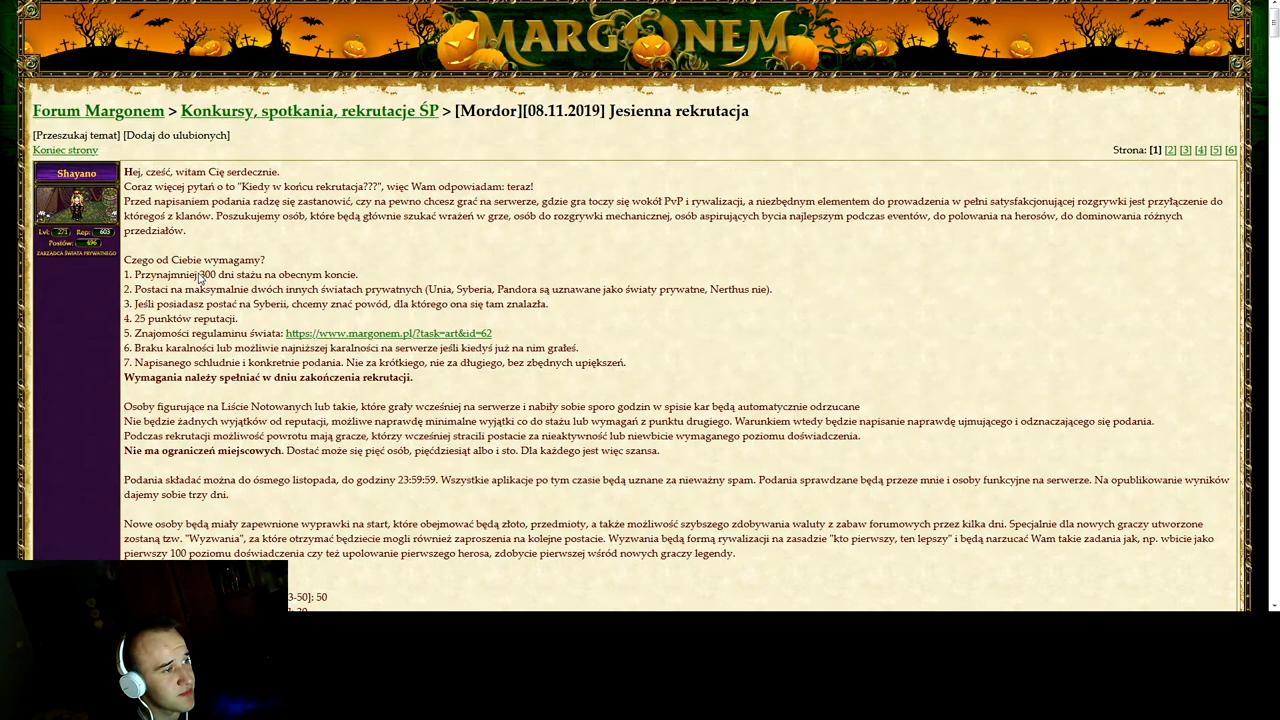 MARGONEM
Forum Margonem > Konkursy, spotkania, rekrutacje ŚP > [Mordor][08.11.2019] Jesienna rekrutacja
[Przeszukaj temat] [Dodaj do ulubionych]
Koniec strony
Strona: [1] [2] [3] [4] [5] [6]
Shayano
Lvl: 271 Rep: 603
Postów: 496
ZARZĄDCA ŚWIATA PRYWATNEGO
Hej, cześć, witam Cię serdecznie.
Coraz więcej pytań o to "Kiedy w końcu rekrutacja???", więc Wam odpowiadam: teraz!
Przed napisaniem podania radzę się zastanowić, czy na pewno chcesz grać na serwerze, gdzie gra toczy się wokół PvP i rywalizacji, a niezbędnym elementem do prowadzenia w pełni satysfakcjonującej rozgrywki jest przyłączenie do
któregoś z klanów. Poszukujemy osób, które będą głównie szukać wrażeń w grze, osób do rozgrywki mechanicznej, osób aspirujących bycia najlepszym podczas eventów, do polowania na herosów, do dominowania różnych
przedziałów.
Czego od Ciebie wymagamy?
1. Przynajmniej 300 dni stażu na obecnym koncie.
2. Postaci na maksymalnie dwóch innych światach prywatnych (Unia, Syberia, Pandora są uznawane jako światy prywatne, Nerthus nie).
3. Jeśli posiadasz postać na Syberii, chcemy znać powód, dla którego ona się tam znalazła.
4. 25 punktów reputacji.
5. Znajomości regulaminu świata: https://www.margonem.pl/?task=art&id=62
6. Braku karalności lub możliwie najniższej karalności na serwerze jeśli kiedyś już na nim grałeś.
7. Napisanego schludnie i konkretnie podania. Nie za krótkiego, nie za długiego, bez zbędnych upiększeń.
Wymagania należy spełniać w dniu zakończenia rekrutacji.
Osoby figurujące na Liście Notowanych lub takie, które grały wcześniej na serwerze i nabiły sobie sporo godzin w spisie kar będą automatycznie odrzucane
Nie będzie żadnych wyjątków od reputacji, możliwe naprawdę minimalne wyjątki co do stażu lub wymagań z punktu drugiego. Warunkiem wtedy będzie napisanie naprawdę ujmującego i odznaczającego się podania.
Podczas rekrutacji możliwość powrotu mają gracze, którzy wcześniej stracili postacie za nieaktywność lub niewbicie wymaganego poziomu doświadczenia.
Nie ma ograniczeń miejscowych. Dostać może się pięć osób, pięćdziesiąt albo i sto. Dla każdego jest więc szansa.
Podania składać można do ósmego listopada, do godziny 23:59:59. Wszystkie aplikacje po tym czasie będą uznane za nieważny spam. Podania sprawdzane będą przeze mnie i osoby funkcyjne na serwerze. Na opublikowanie wyników
dajemy sobie trzy dni.
Nowe osoby będą miały zapewnione wyprawki na start, które obejmować będą złoto, przedmioty, a także możliwość szybszego zdobywania waluty z zabaw forumowych przez kilka dni. Specjalnie dla nowych graczy utworzone
zostaną tzw. "Wyzwania", za które otrzymać będziecie mogli również zaproszenia na kolejne postacie. Wyzwania będą formą rywalizacji na zasadzie "kto pierwszy, ten lepszy" i będą narzucać Wam takie zadania jak, np. wbicie jako
pierwszy 100 poziomu doświadczenia czy też upolowanie pierwszego herosa, zdobycie pierwszej wśród nowych graczy legendy.
3-50]: 50